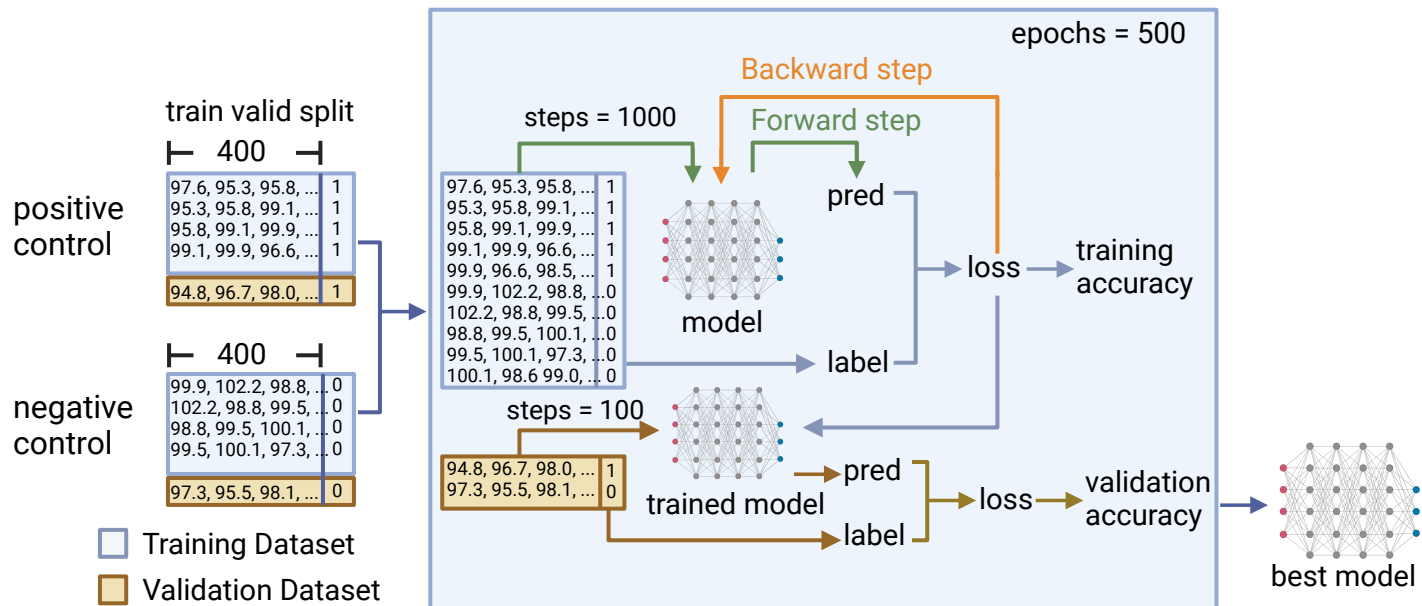 epochs = 500
Backward step
train valid split
steps = 1000
Forward step
400
97.6, 95.3, 95.8, ... 1
95.3, 95.8, 99.1, ... 1
95.8, 99.1, 99.9, ... 1
99.1, 99.9, 96.6, ... 1
94.8, 96.7, 98.0, ... 1
positive
control
400
99.9, 102.2, 98.8, ... 0
102.2, 98.8, 99.5, ... 0
98.8, 99.5, 100.1, ... 0
99.5, 100.1, 97.3, ... 0
97.3, 95.5, 98.1, ... 0
negative
control
Training Dataset
Validation Dataset
97.6, 95.3, 95.8, ... 1
95.3, 95.8, 99.1, ... 1
95.8, 99.1, 99.9, ... 1
99.1, 99.9, 96.6, ... 1
99.9, 96.6, 98.5, ... 1
99.9, 102.2, 98.8, ...0
102.2, 98.8, 99.5, ...0
98.8, 99.5, 100.1, ...0
99.5, 100.1, 97.3, ...0
100.1, 98.6 99.0, ... 0
model
pred
label
loss
training
accuracy
steps = 100
94.8, 96.7, 98.0, ... 1
97.3, 95.5, 98.1, ... 0
trained model
pred
label
loss
validation
accuracy
best model